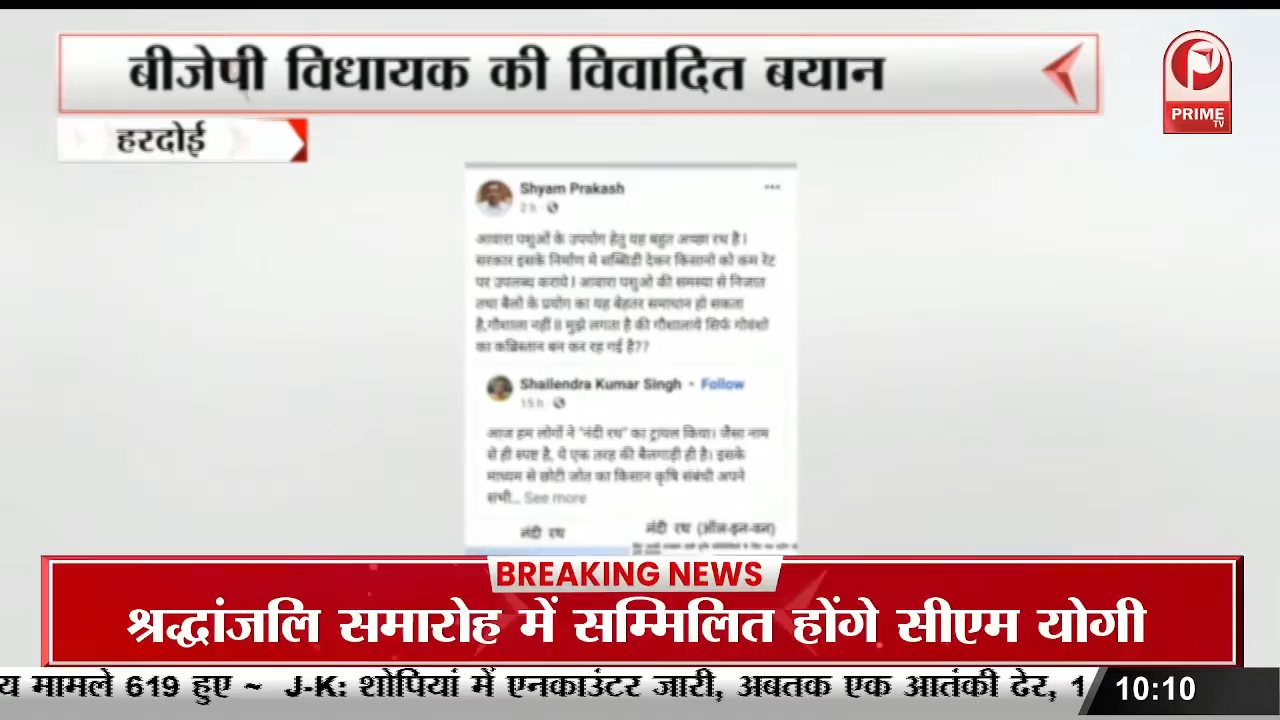 बीजेपी विधायक की विवादित बयान
PRIME
TV
हरदोई
Shyam Prakash
2 h
आवारा पशुओं के उपयोग हेतु यह बहुत अच्छा रथ है।
सरकार इसके निर्माण में सब्सिडी देकर किसानों को कम रेट
पर उपलब्ध कराये। आवारा पशुओ की समस्या से निजात
तथा बैलो के प्रयोग का यह बेहतर समाधान हो सकता
है,गौशाला नहीं॥ मुझे लगता है की गौशालाये सिर्फ गोवंशो
का कब्रिस्तान बन कर रह गई है??
Shailendra Kumar Singh · Follow
15 h
आज हम लोगों ने "नंदी रथ" का ट्रायल किया। जैसा नाम
से ही स्पष्ट है, ये एक तरह की बैलगाड़ी ही है। इसके
माध्यम से छोटी जोत का किसान कृषि संबंधी अपने
सभी... See more
नंदी रथ
नंदी रथ (ऑल-इन-वन)
BREAKING NEWS
श्रद्धांजलि समारोह में सम्मिलित होंगे सीएम योगी
य मामले 619 हुए ~ J-K: शोपियां में एनकाउंटर जारी, अबतक एक आतंकी ढेर, 1
10:10